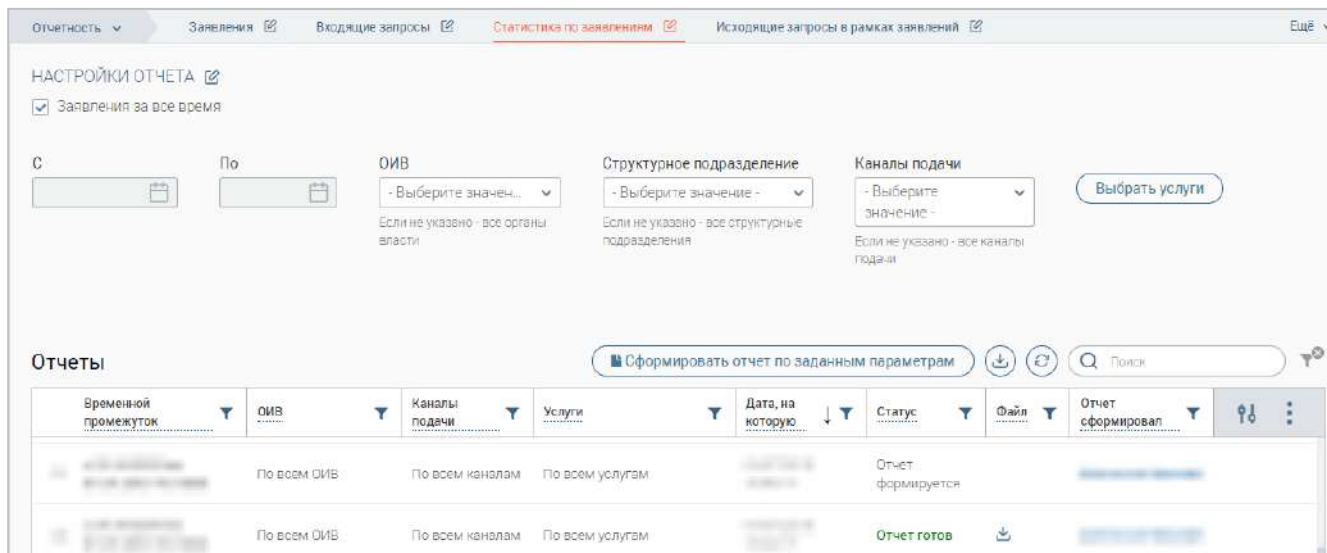 Отчетность
Заявления
Входящие запросы
Статистика по заявлениям
Исходящие запросы в рамках заявлений
Ещё
НАСТРОЙКИ ОТЧЕТА
Заявления за все время
С
По
ОИВ
Структурное подразделение
Каналы подачи
- Выберите значен...
- Выберите значение -
- Выберите
значение -
Выбрать услуги
Если не указано - все органы
власти
Если не указано - все структурные
подразделения
Если не указано - все каналы
подачи
Отчеты
Сформировать отчет по заданным параметрам
Поиск
Временной
промежуток
ОИВ
Каналы
подачи
Услуги
Дата, на
которую
Статус
Файл
Отчет
сформировал
По всем ОИВ
По всем каналам
По всем услугам
Отчет
формируется
По всем ОИВ
По всем каналам
По всем услугам
Отчет готов